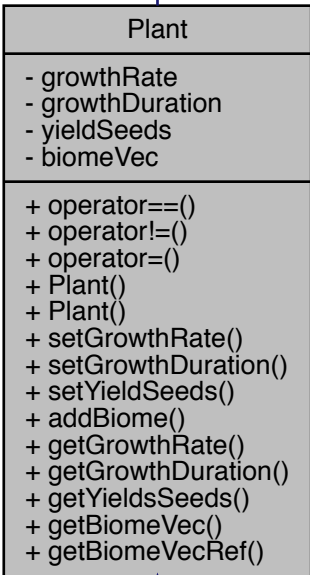 Plant
- growthRate
- growthDuration
- yieldSeeds
- biomeVec
+ operator==()
+ operator!=()
+ operator=()
+ Plant()
+ Plant()
+ setGrowthRate()
+ setGrowthDuration()
+ setYieldSeeds()
+ addBiome()
+ getGrowthRate()
+ getGrowthDuration()
+ getYieldsSeeds()
+ getBiomeVec()
+ getBiomeVecRef()